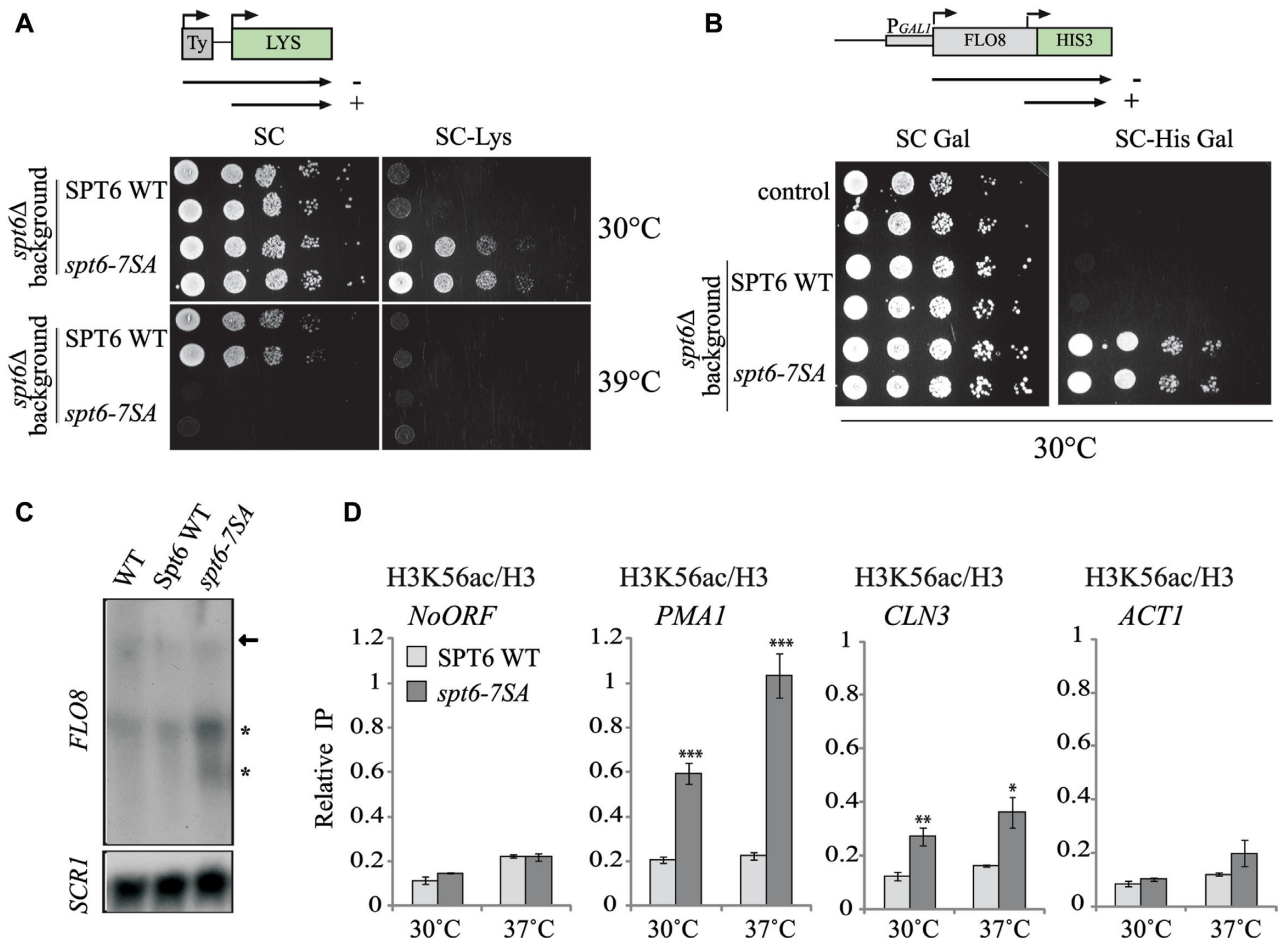 A
Ty
LYS
-
+
SC
SC-Lys
spt6Δ
background
SPT6 WT
spt6-7SA
30°C
spt6Δ
background
SPT6 WT
spt6-7SA
39°C
B
PGAL1
FLO8
HIS3
-
+
SC Gal
SC-His Gal
control
spt6Δ
background
SPT6 WT
spt6-7SA
30°C
C
WT
Spt6 WT
spt6-7SA
FLO8
*
*
SCR1
D
Relative IP
H3K56ac/H3
NoORF
1.2
1
0.8
0.6
0.4
0.2
0
SPT6 WT
spt6-7SA
30°C
37°C
H3K56ac/H3
PMA1
1.2
1
0.8
0.6
0.4
0.2
0
***
***
30°C
37°C
H3K56ac/H3
CLN3
1
0.8
0.6
0.4
0.2
0
**
*
30°C
37°C
H3K56ac/H3
ACT1
1
0.8
0.6
0.4
0.2
0
30°C
37°C